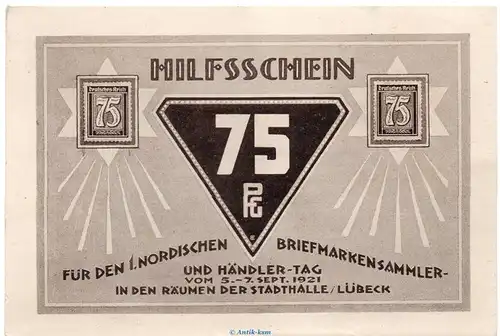 HILFSSCHEIN
Deutsches Reich
75
Deutsches Reich
75
75
PFG
FÜR DEN 1. NORDISCHEN BRIEFMARKENSAMMLER-
UND HÄNDLER-TAG
VOM 5.-7. SEPT. 1921
IN DEN RÄUMEN DER STADTHALLE/LÜBECK
© Antik-kam